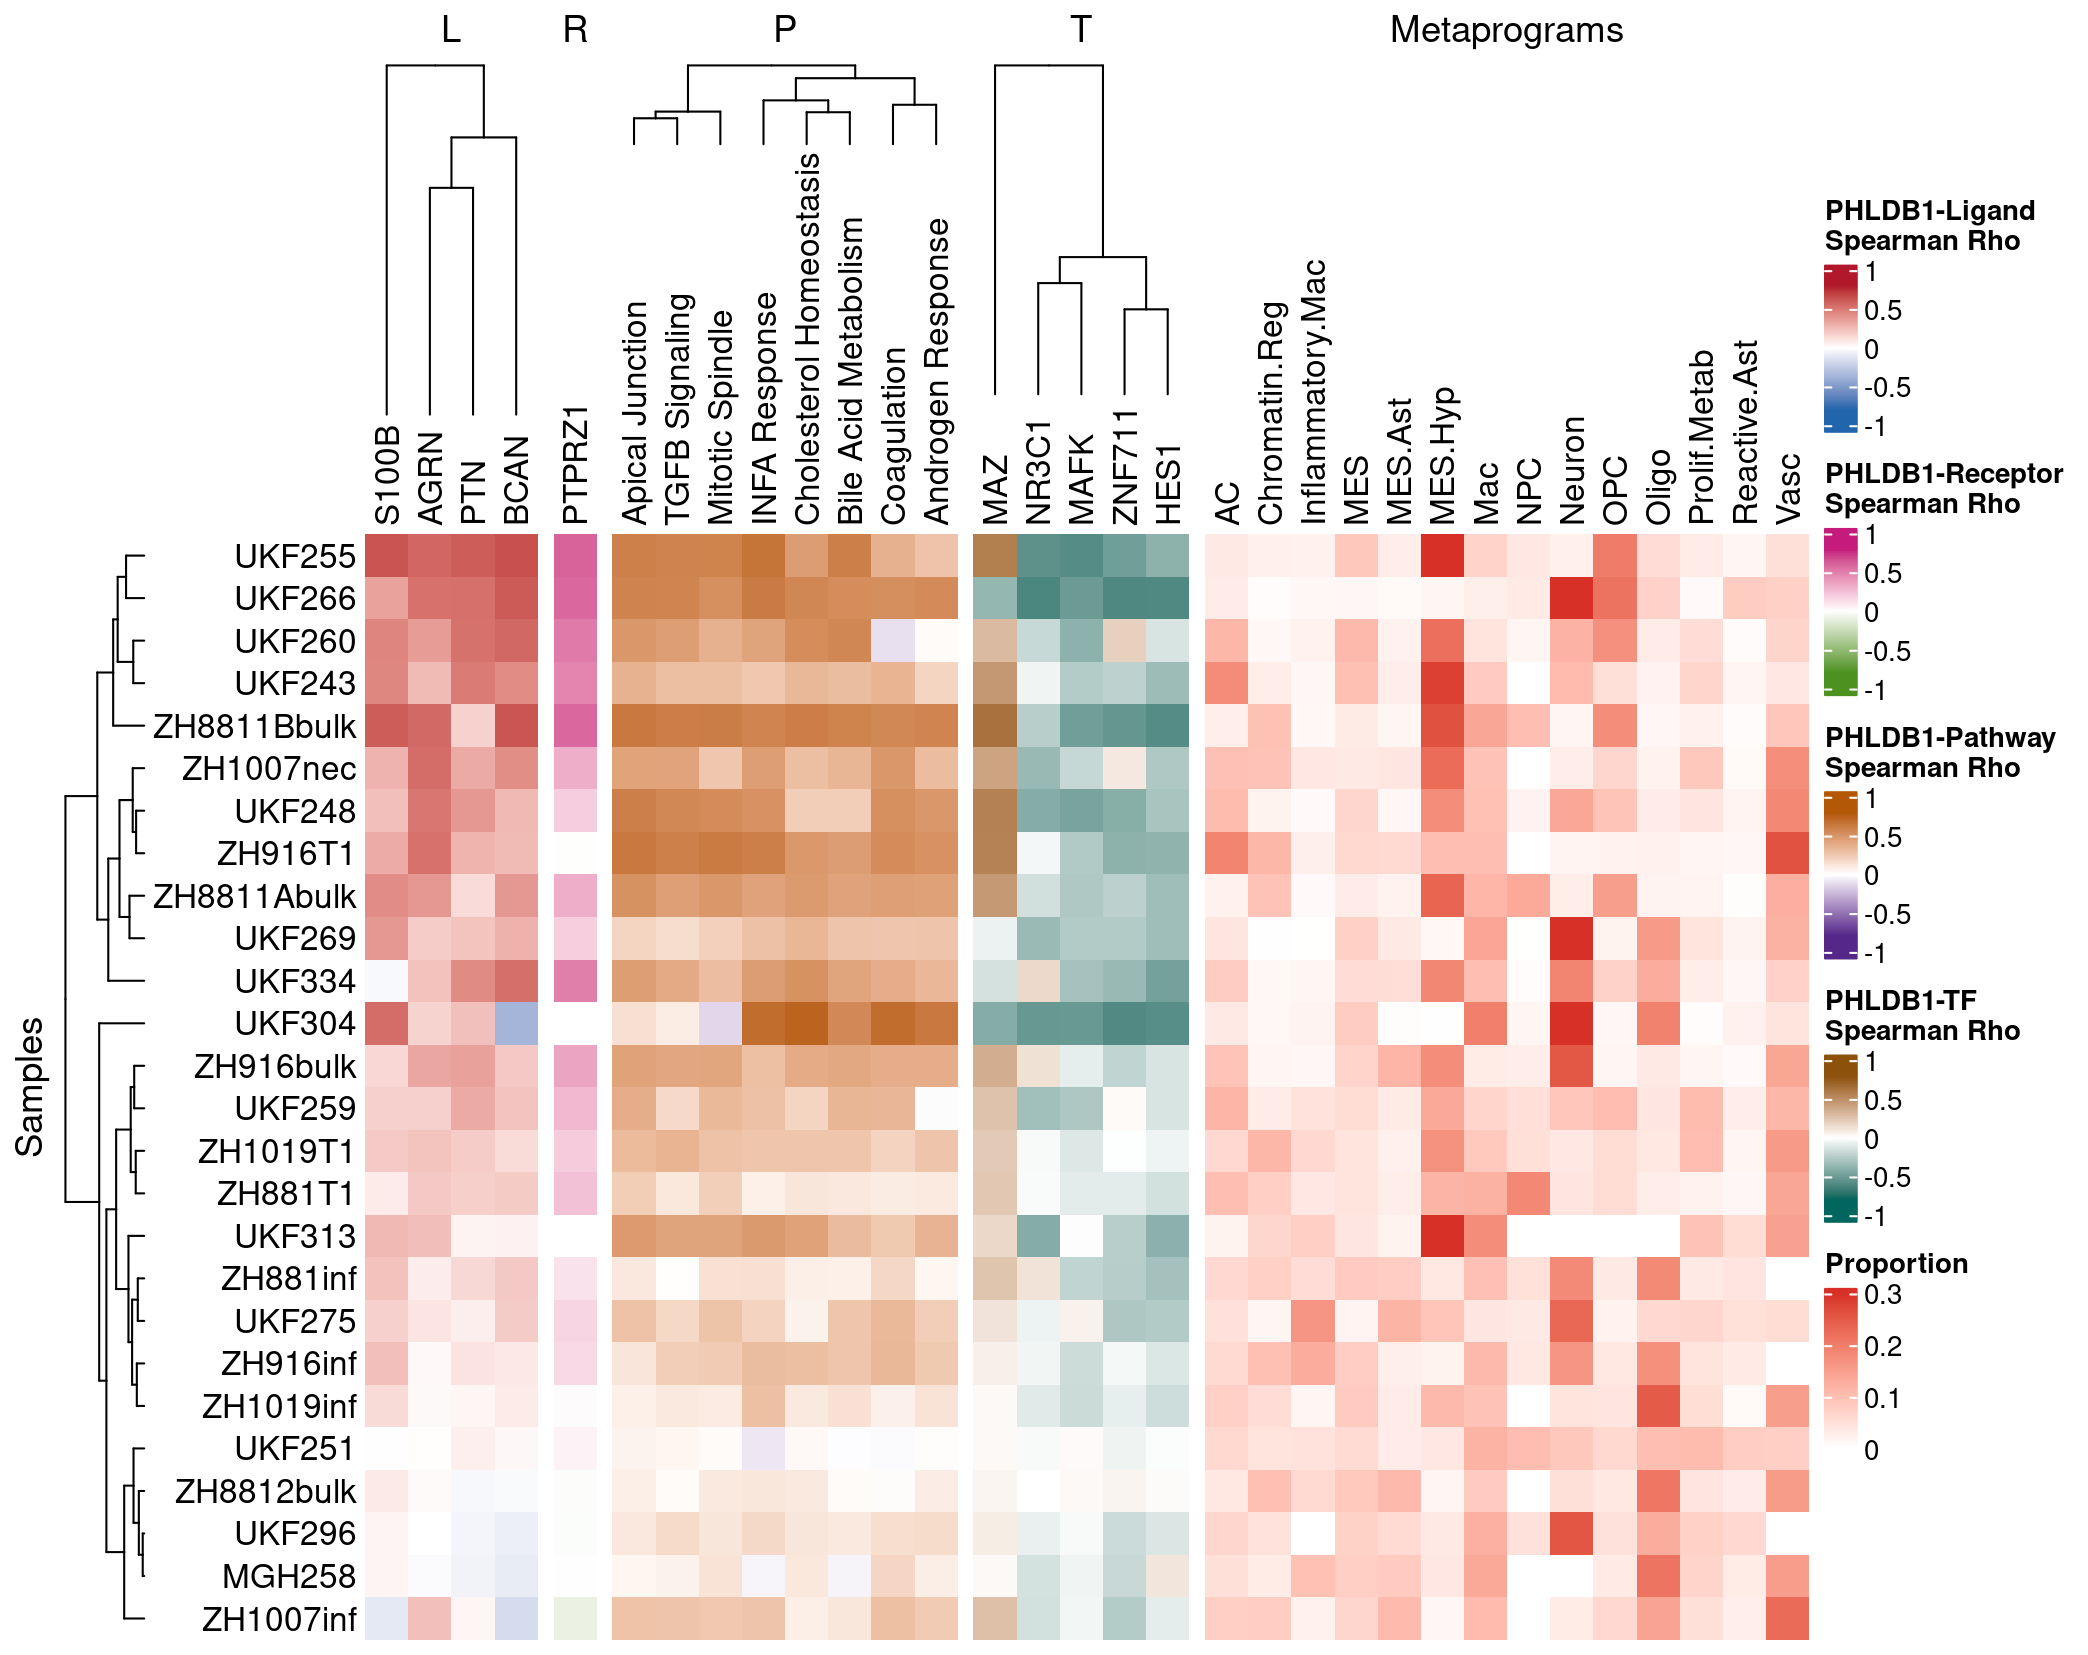 L
R
P
T
Metaprograms
S100B
AGRN
PTN
BCAN
PTPRZ1
Apical Junction
TGFB Signaling
Mitotic Spindle
INFA Response
Cholesterol Homeostasis
Bile Acid Metabolism
Coagulation
Androgen Response
MAZ
NR3C1
MAFK
ZNF711
HES1
AC
Chromatin.Reg
Inflammatory.Mac
MES
MES.Ast
MES.Hyp
Mac
NPC
Neuron
OPC
Oligo
Prolif.Metab
Reactive.Ast
Vasc
Samples
UKF255
UKF266
UKF260
UKF243
ZH8811Bbulk
ZH1007nec
UKF248
ZH916T1
ZH8811Abulk
UKF269
UKF334
UKF304
ZH916bulk
UKF259
ZH1019T1
ZH881T1
UKF313
ZH881inf
UKF275
ZH916inf
ZH1019inf
UKF251
ZH8812bulk
UKF296
MGH258
ZH1007inf
PHLDB1-Ligand
Spearman Rho
1
0.5
0
-0.5
-1
PHLDB1-Receptor
Spearman Rho
1
0.5
0
-0.5
-1
PHLDB1-Pathway
Spearman Rho
1
0.5
0
-0.5
-1
PHLDB1-TF
Spearman Rho
1
0.5
0
-0.5
-1
Proportion
0.3
0.2
0.1
0